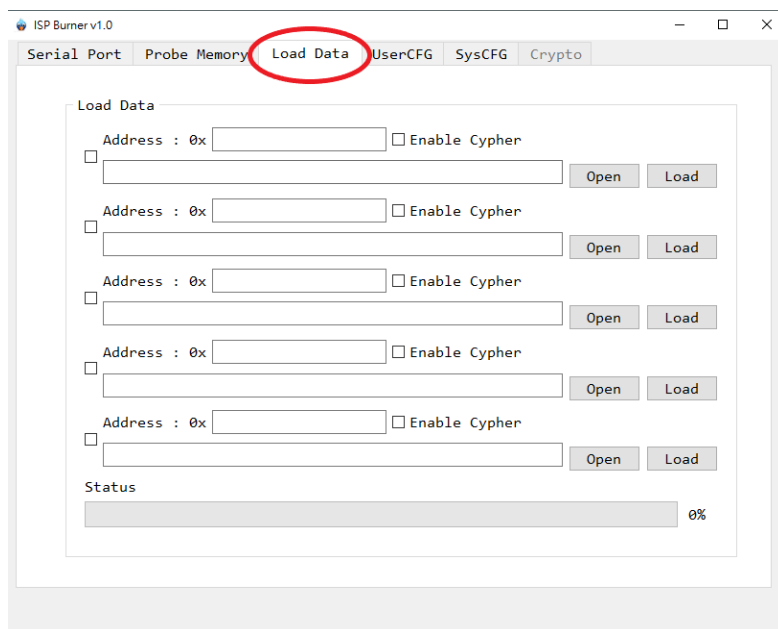 ISP Burner v1.0
Serial Port Probe Memory Load Data UserCFG SysCFG Crypto
Load Data
Address : 0x Enable Cypher
Open Load
Address : 0x Enable Cypher
Open Load
Address : 0x Enable Cypher
Open Load
Address : 0x Enable Cypher
Open Load
Address : 0x Enable Cypher
Open Load
Status
0%